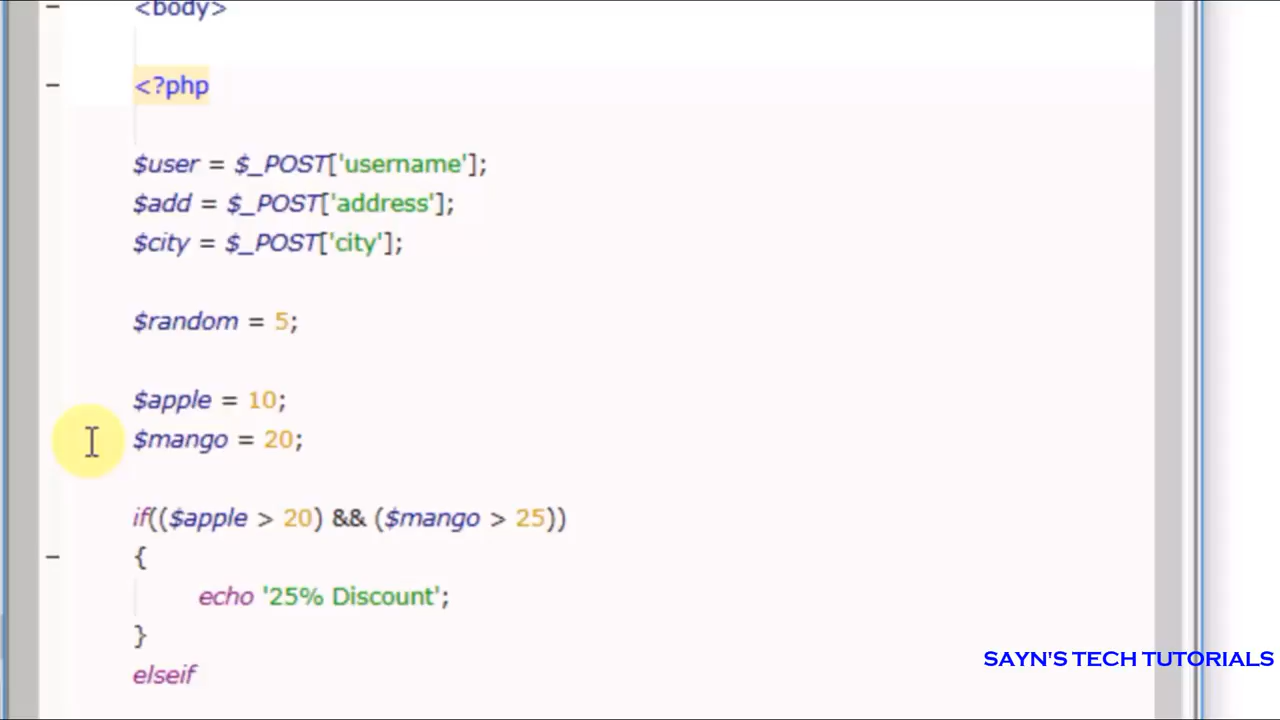 <body>
<?php
$user = $_POST['username'];
$add = $_POST['address'];
$city = $_POST['city'];
$random = 5;
$apple = 10;
$mango = 20;
if(($apple > 20) && ($mango > 25))
{
echo '25% Discount';
}
elseif
SAYN'S TECH TUTORIALS